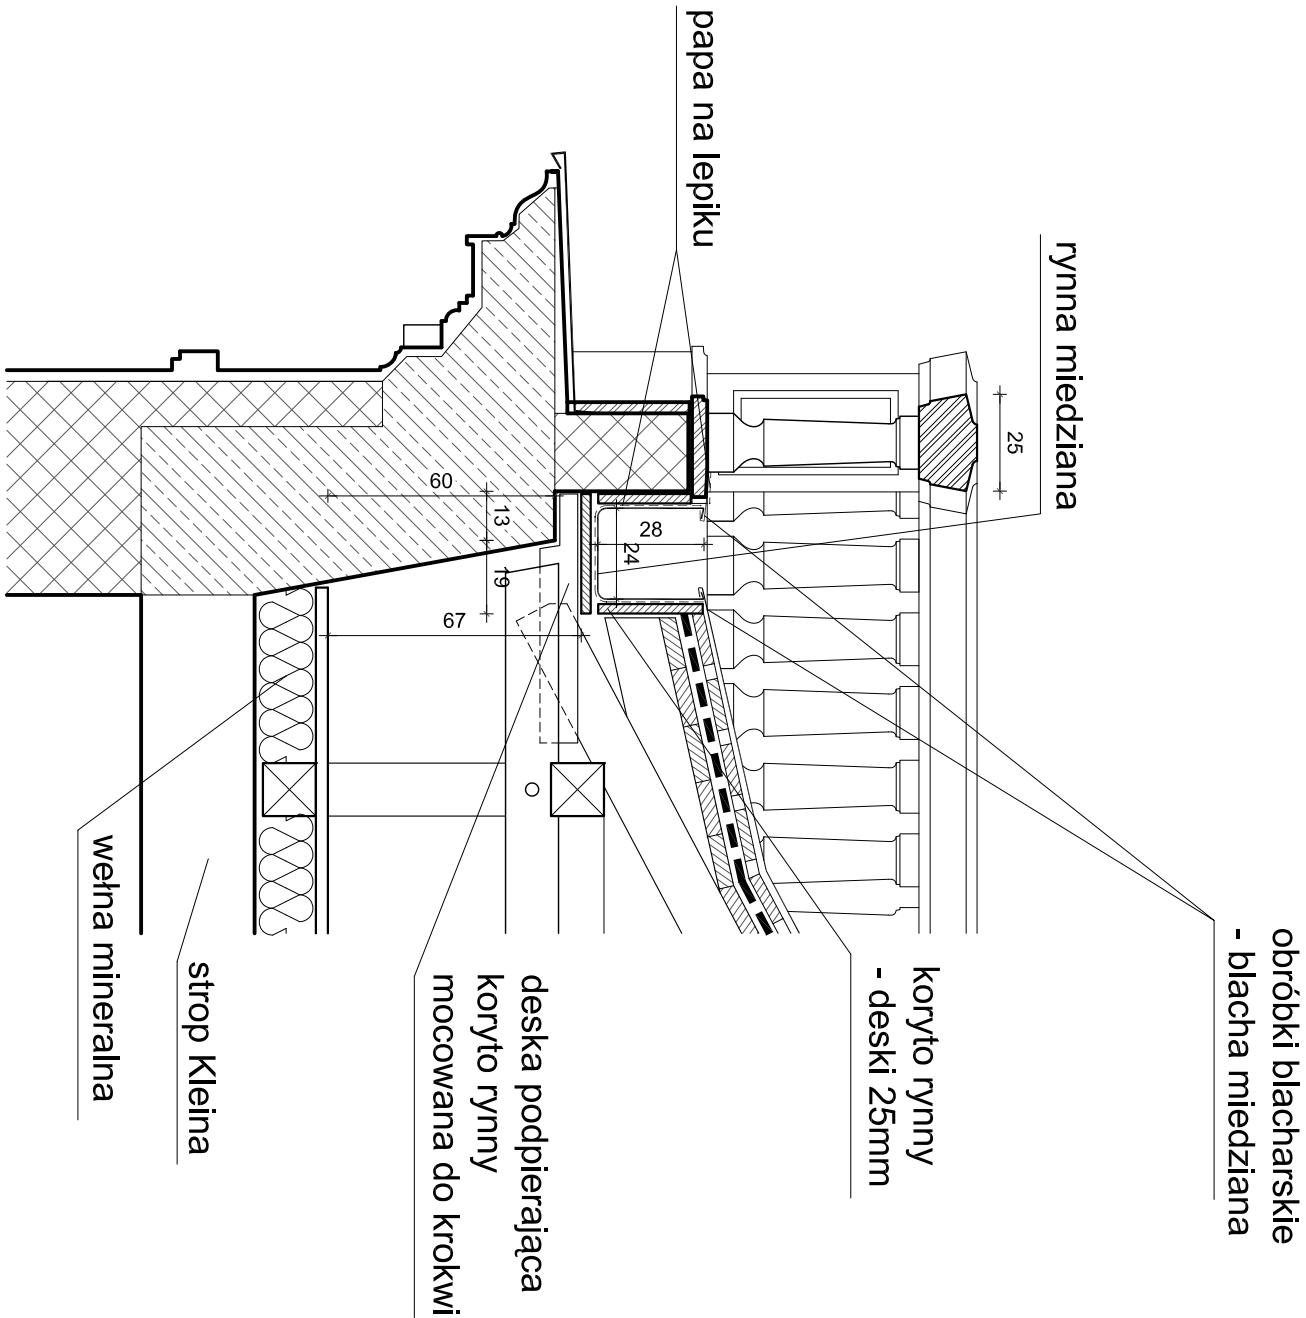 papa na lepiku
rynna miedziana
obróbki blacharskie
- blacha miedziana
koryto rynny
- deski 25mm
deska podpierająca
koryto rynny
mocowana do krokwi
strop Kleina
wełna mineralna
25
28
24
60
13
19
67